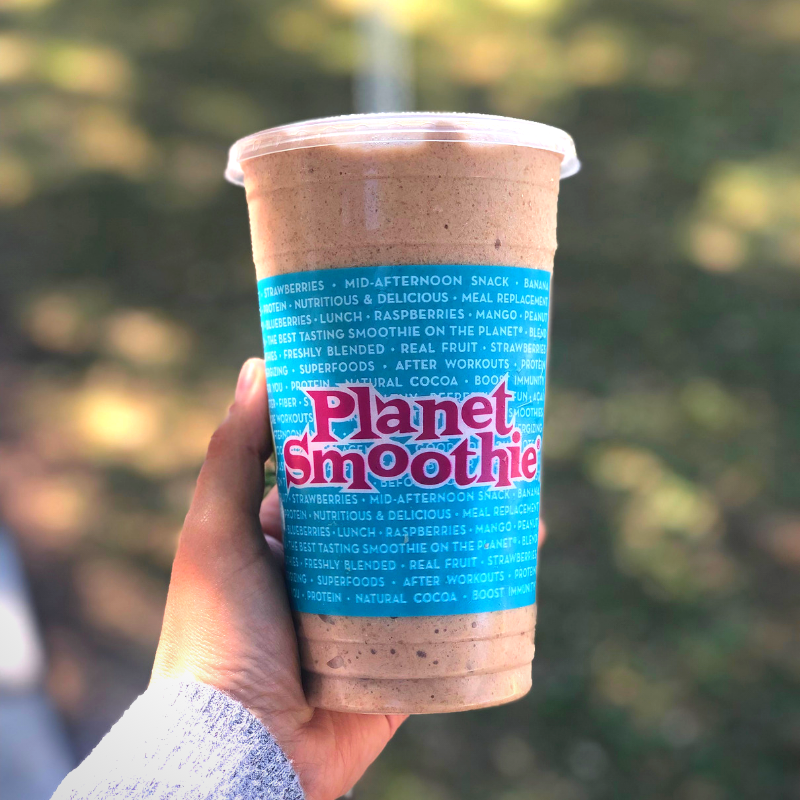 STRAWBERRIES · MID-AFTERNOON SNACK · BANANA
PROTEIN · NUTRITIOUS & DELICIOUS · MEAL REPLACEMENT
BLUEBERRIES · LUNCH · RASPBERRIES · MANGO · PEANUT
THE BEST TASTING SMOOTHIE ON THE PLANET® · BLEND
· FRESHLY BLENDED · REAL FRUIT · STRAWBERRIES
· SUPERFOODS · AFTER WORKOUTS · PROTEIN
YOU · PROTEIN · NATURAL COCOA · BOOST IMMUNITY
FIBER ·
WORKOUTS
SMOOTHIES
Planet
Smoothie®
STRAWBERRIES · MID-AFTERNOON SNACK · BANANA
PROTEIN · NUTRITIOUS & DELICIOUS · MEAL REPLACEMENT
BLUEBERRIES · LUNCH · RASPBERRIES · MANGO · PEANUT
THE BEST TASTING SMOOTHIE ON THE PLANET® · BLEND
· FRESHLY BLENDED · REAL FRUIT · STRAWBERRIES
· SUPERFOODS · AFTER WORKOUTS · PROTEIN
· PROTEIN · NATURAL COCOA · BOOST IMMUNITY